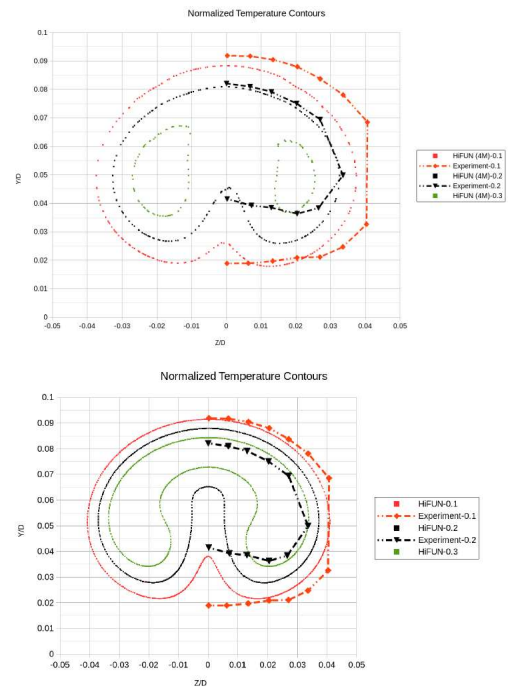 Normalized Temperature Contours
0.1
0.09
0.08
0.07
0.06
0.05
0.04
0.03
0.02
0.01
0
Y/D
-0.05 -0.04 -0.03 -0.02 -0.01 0 0.01 0.02 0.03 0.04 0.05
Z/D
HiFUN (4M)-0.1
Experiment-0.1
HiFUN (4M)-0.2
Experiment-0.2
HiFUN (4M)-0.3
Normalized Temperature Contours
0.1
0.09
0.08
0.07
0.06
0.05
0.04
0.03
0.02
0.01
0
Y/D
-0.05 -0.04 -0.03 -0.02 -0.01 0 0.01 0.02 0.03 0.04 0.05
Z/D
HiFUN-0.1
Experiment-0.1
HiFUN-0.2
Experiment-0.2
HiFUN-0.3